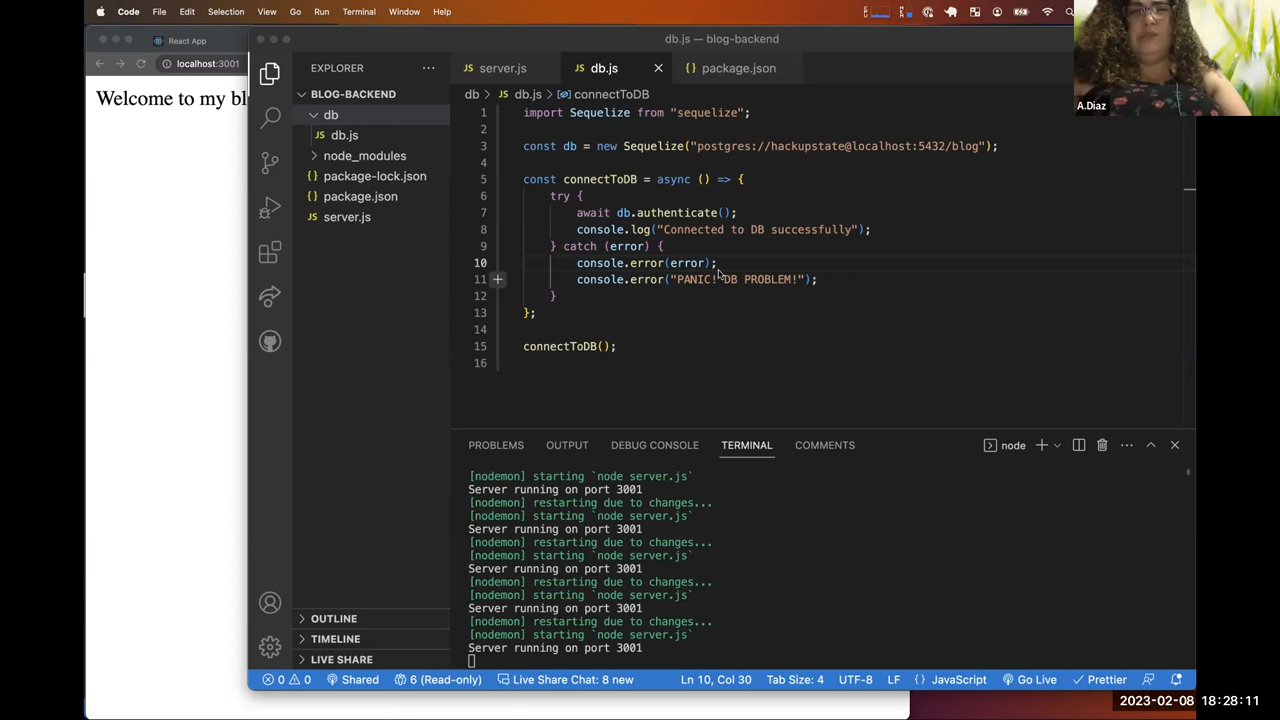 Code File Edit Selection View Go Run Terminal Window Help
React App
localhost:3001
Welcome to my bl
db.js — blog-backend
EXPLORER
BLOG-BACKEND
db
db.js
node_modules
package-lock.json
package.json
server.js
OUTLINE
TIMELINE
LIVE SHARE
server.js db.js package.json
db > db.js > connectToDB
1 import Sequelize from "sequelize";
2
3 const db = new Sequelize("postgres://hackupstate@localhost:5432/blog");
4
5 const connectToDB = async () => {
6 try {
7 await db.authenticate();
8 console.log("Connected to DB successfully");
9 } catch (error) {
10 console.error(error);
11 console.error("PANIC! DB PROBLEM!");
12 }
13 };
14
15 connectToDB();
16
PROBLEMS OUTPUT DEBUG CONSOLE TERMINAL COMMENTS
node
[nodemon] starting `node server.js`
Server running on port 3001
[nodemon] restarting due to changes...
[nodemon] starting `node server.js`
Server running on port 3001
[nodemon] restarting due to changes...
[nodemon] starting `node server.js`
Server running on port 3001
[nodemon] restarting due to changes...
[nodemon] starting `node server.js`
Server running on port 3001
[nodemon] restarting due to changes...
[nodemon] starting `node server.js`
Server running on port 3001
0 0 Shared 6 (Read-only) Live Share Chat: 8 new Ln 10, Col 30 Tab Size: 4 UTF-8 LF {} JavaScript Go Live Prettier
A.Diaz
2023-02-08 18:28:11